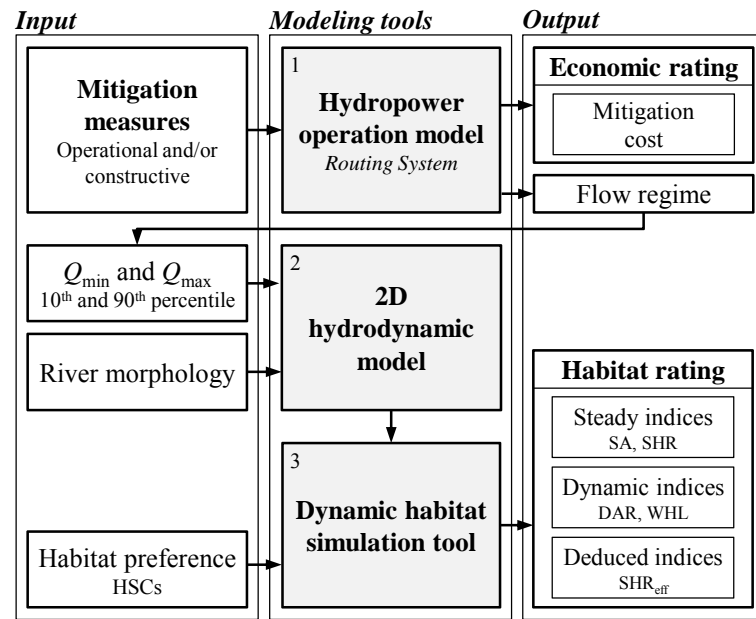 Input
Modeling tools
Output
Mitigation
measures
Operational and/or
constructive
1
Hydropower
operation model
Routing System
Economic rating
Mitigation
cost
Flow regime
Qmin and Qmax
10th and 90th percentile
2
2D
hydrodynamic
model
River morphology
Habitat rating
Steady indices
SA, SHR
Dynamic indices
DAR, WHL
Deduced indices
SHReff
3
Dynamic habitat
simulation tool
Habitat preference
HSCs